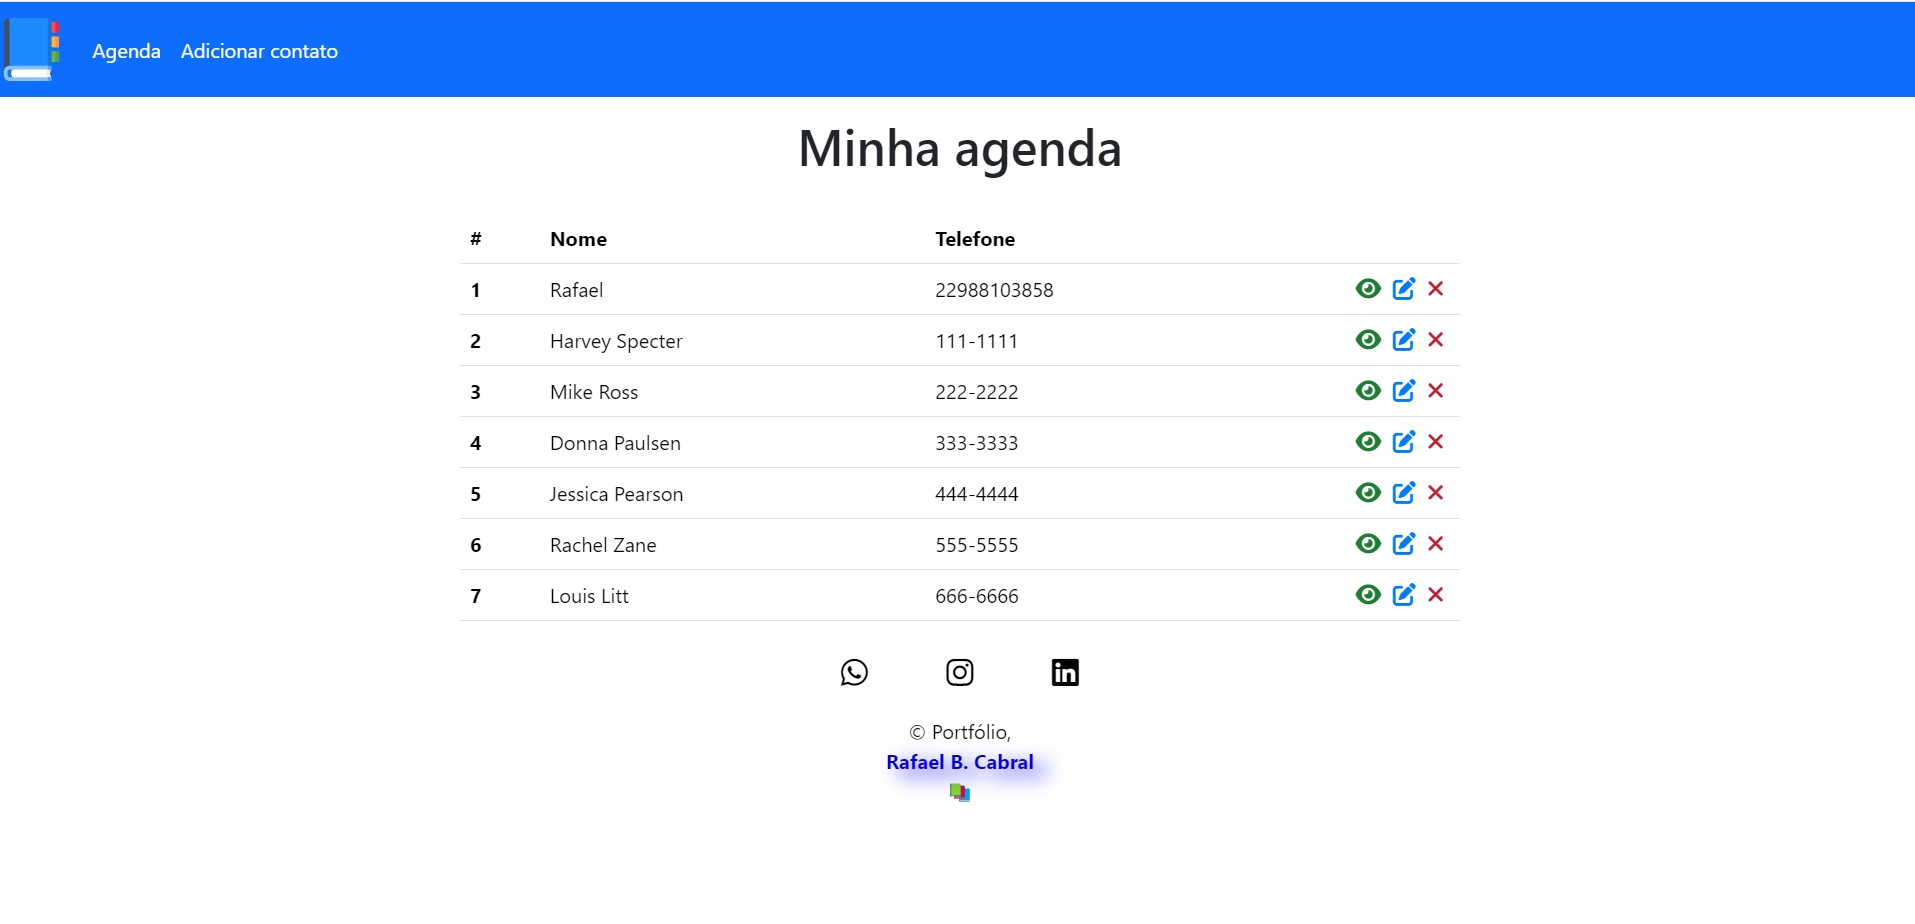 Agenda Adicionar contato
Minha agenda
# Nome Telefone
1 Rafael 22988103858
2 Harvey Specter 111-1111
3 Mike Ross 222-2222
4 Donna Paulsen 333-3333
5 Jessica Pearson 444-4444
6 Rachel Zane 555-5555
7 Louis Litt 666-6666
© Portfólio,
Rafael B. Cabral